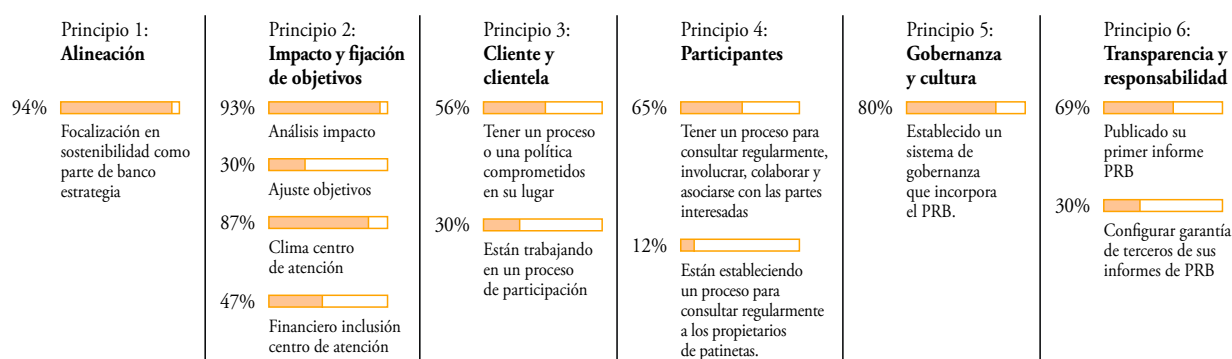 Principio 1:
Alineación
94%
Focalización en
sostenibilidad como
parte de banco
estrategia
Principio 2:
Impacto y fijación
de objetivos
93%
Análisis impacto
30%
Ajuste objetivos
87%
Clima centro
de atención
47%
Financiero inclusión
centro de atención
Principio 3:
Cliente y
clientela
56%
Tener un proceso
o una política
comprometidos
en su lugar
30%
Están trabajando
en un proceso
de participación
Principio 4:
Participantes
65%
Tener un proceso para
consultar regularmente,
involucrar, colaborar y
asociarse con las partes
interesadas
12%
Están estableciendo
un proceso para
consultar regularmente
a los propietarios
de patinetas.
Principio 5:
Gobernanza
y cultura
80%
Establecido un
sistema de
gobernanza
que incorpora
el PRB.
Principio 6:
Transparencia y
responsabilidad
69%
Publicado su
primer informe
PRB
30%
Configurar garantía
de terceros de sus
informes de PRB